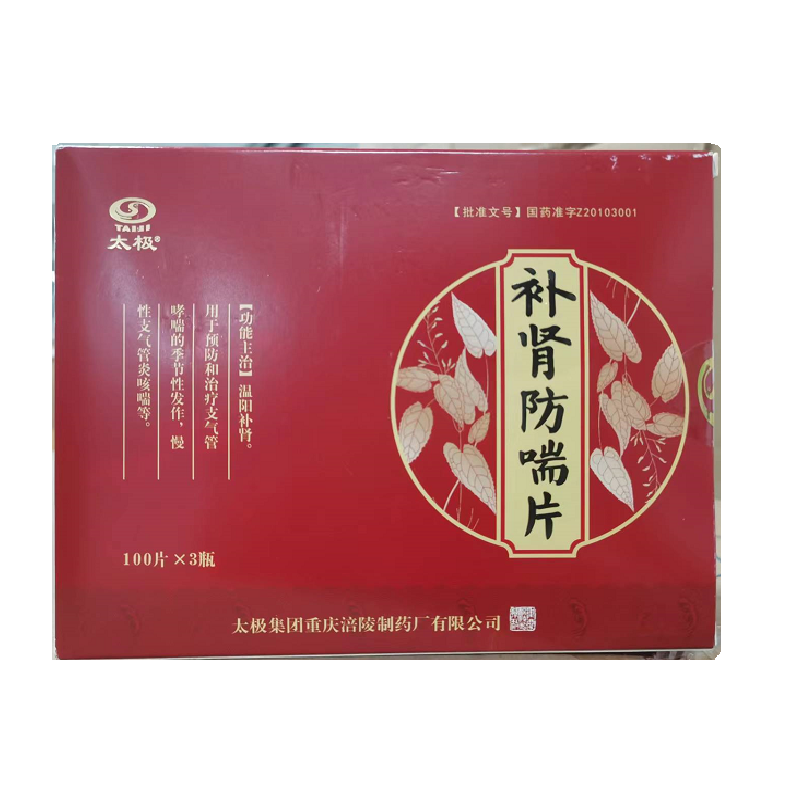 TAIJI
太极®
【批准文号】国药准字Z20103001
补肾防喘片
【功能主治】温阳补肾。
用于预防和治疗支气管
哮喘的季节性发作，慢
性支气管炎咳喘等。
100片×3瓶
太极集团重庆涪陵制药厂有限公司